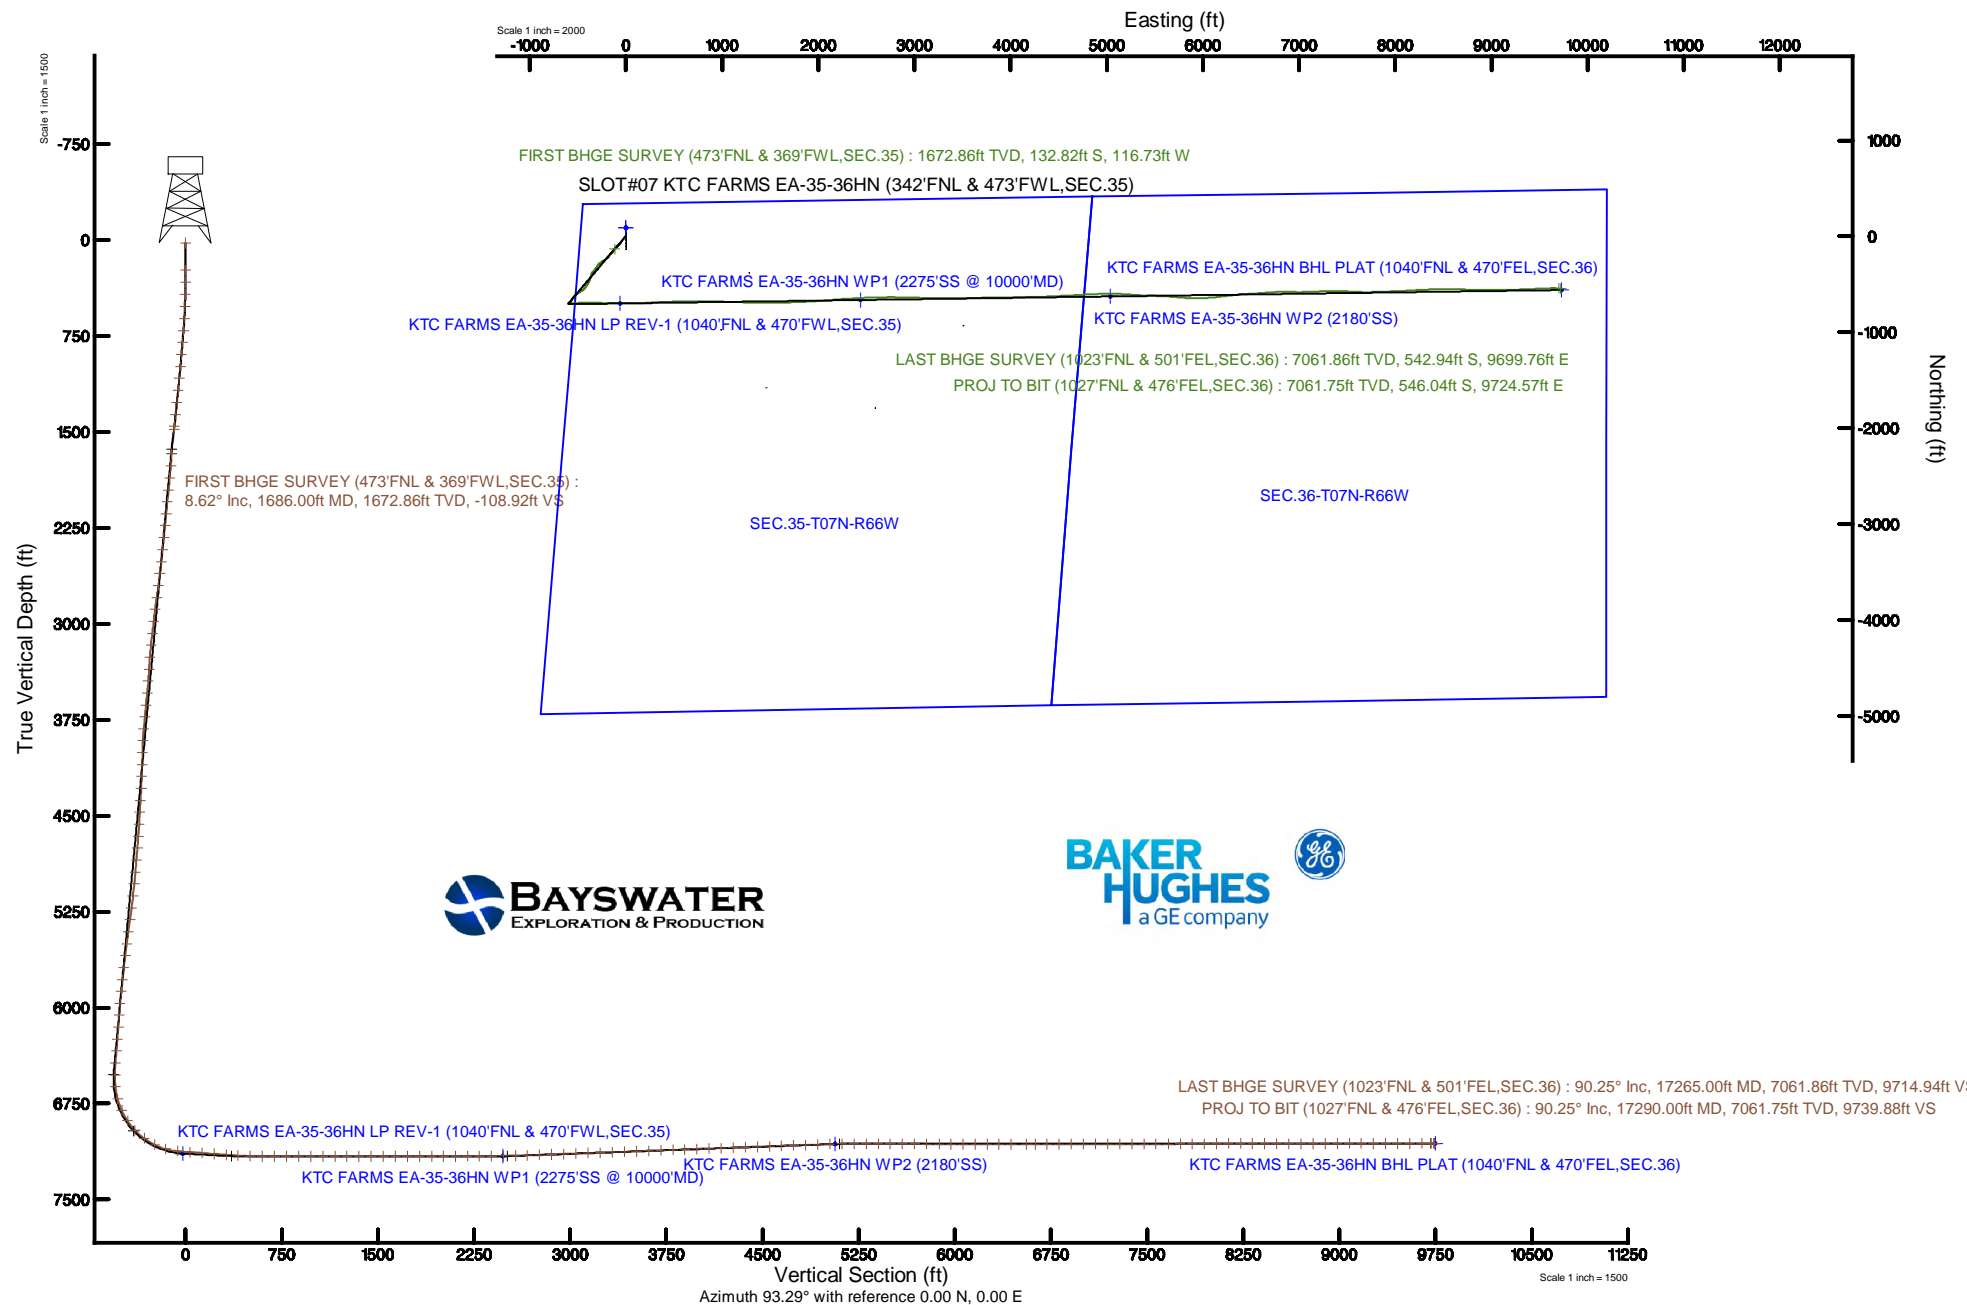 Easting (ft)
Scale 1 inch = 2000
-1000 0 1000 2000 3000 4000 5000 6000 7000 8000 9000 10000 11000 12000
Scale 1 inch = 1500
-750
0
750
1500
2250
3000
3750
4500
5250
6000
6750
7500
True Vertical Depth (ft)
1000
0
-1000
-2000
-3000
-4000
-5000
Northing (ft)
FIRST BHGE SURVEY (473'FNL & 369'FWL,SEC.35) : 1672.86ft TVD, 132.82ft S, 116.73ft W
SLOT#07 KTC FARMS EA-35-36HN (342'FNL & 473'FWL,SEC.35)
KTC FARMS EA-35-36HN BHL PLAT (1040'FNL & 470'FEL,SEC.36)
KTC FARMS EA-35-36HN WP1 (2275'SS @ 10000'MD)
KTC FARMS EA-35-36HN LP REV-1 (1040'FNL & 470'FWL,SEC.35)
KTC FARMS EA-35-36HN WP2 (2180'SS)
LAST BHGE SURVEY (1023'FNL & 501'FEL,SEC.36) : 7061.86ft TVD, 542.94ft S, 9699.76ft E
PROJ TO BIT (1027'FNL & 476'FEL,SEC.36) : 7061.75ft TVD, 546.04ft S, 9724.57ft E
FIRST BHGE SURVEY (473'FNL & 369'FWL,SEC.35) :
8.62° Inc, 1686.00ft MD, 1672.86ft TVD, -108.92ft VS
SEC.36-T07N-R66W
SEC.35-T07N-R66W
BAYSWATER
EXPLORATION & PRODUCTION
BAKER
HUGHES
a GE company
GE
LAST BHGE SURVEY (1023'FNL & 501'FEL,SEC.36) : 90.25° Inc, 17265.00ft MD, 7061.86ft TVD, 9714.94ft VS
PROJ TO BIT (1027'FNL & 476'FEL,SEC.36) : 90.25° Inc, 17290.00ft MD, 7061.75ft TVD, 9739.88ft VS
KTC FARMS EA-35-36HN LP REV-1 (1040'FNL & 470'FWL,SEC.35)
KTC FARMS EA-35-36HN WP2 (2180'SS)
KTC FARMS EA-35-36HN BHL PLAT (1040'FNL & 470'FEL,SEC.36)
KTC FARMS EA-35-36HN WP1 (2275'SS @ 10000'MD)
0 750 1500 2250 3000 3750 4500 5250 6000 6750 7500 8250 9000 9750 10500 11250
Vertical Section (ft)
Scale 1 inch = 1500
Azimuth 93.29° with reference 0.00 N, 0.00 E